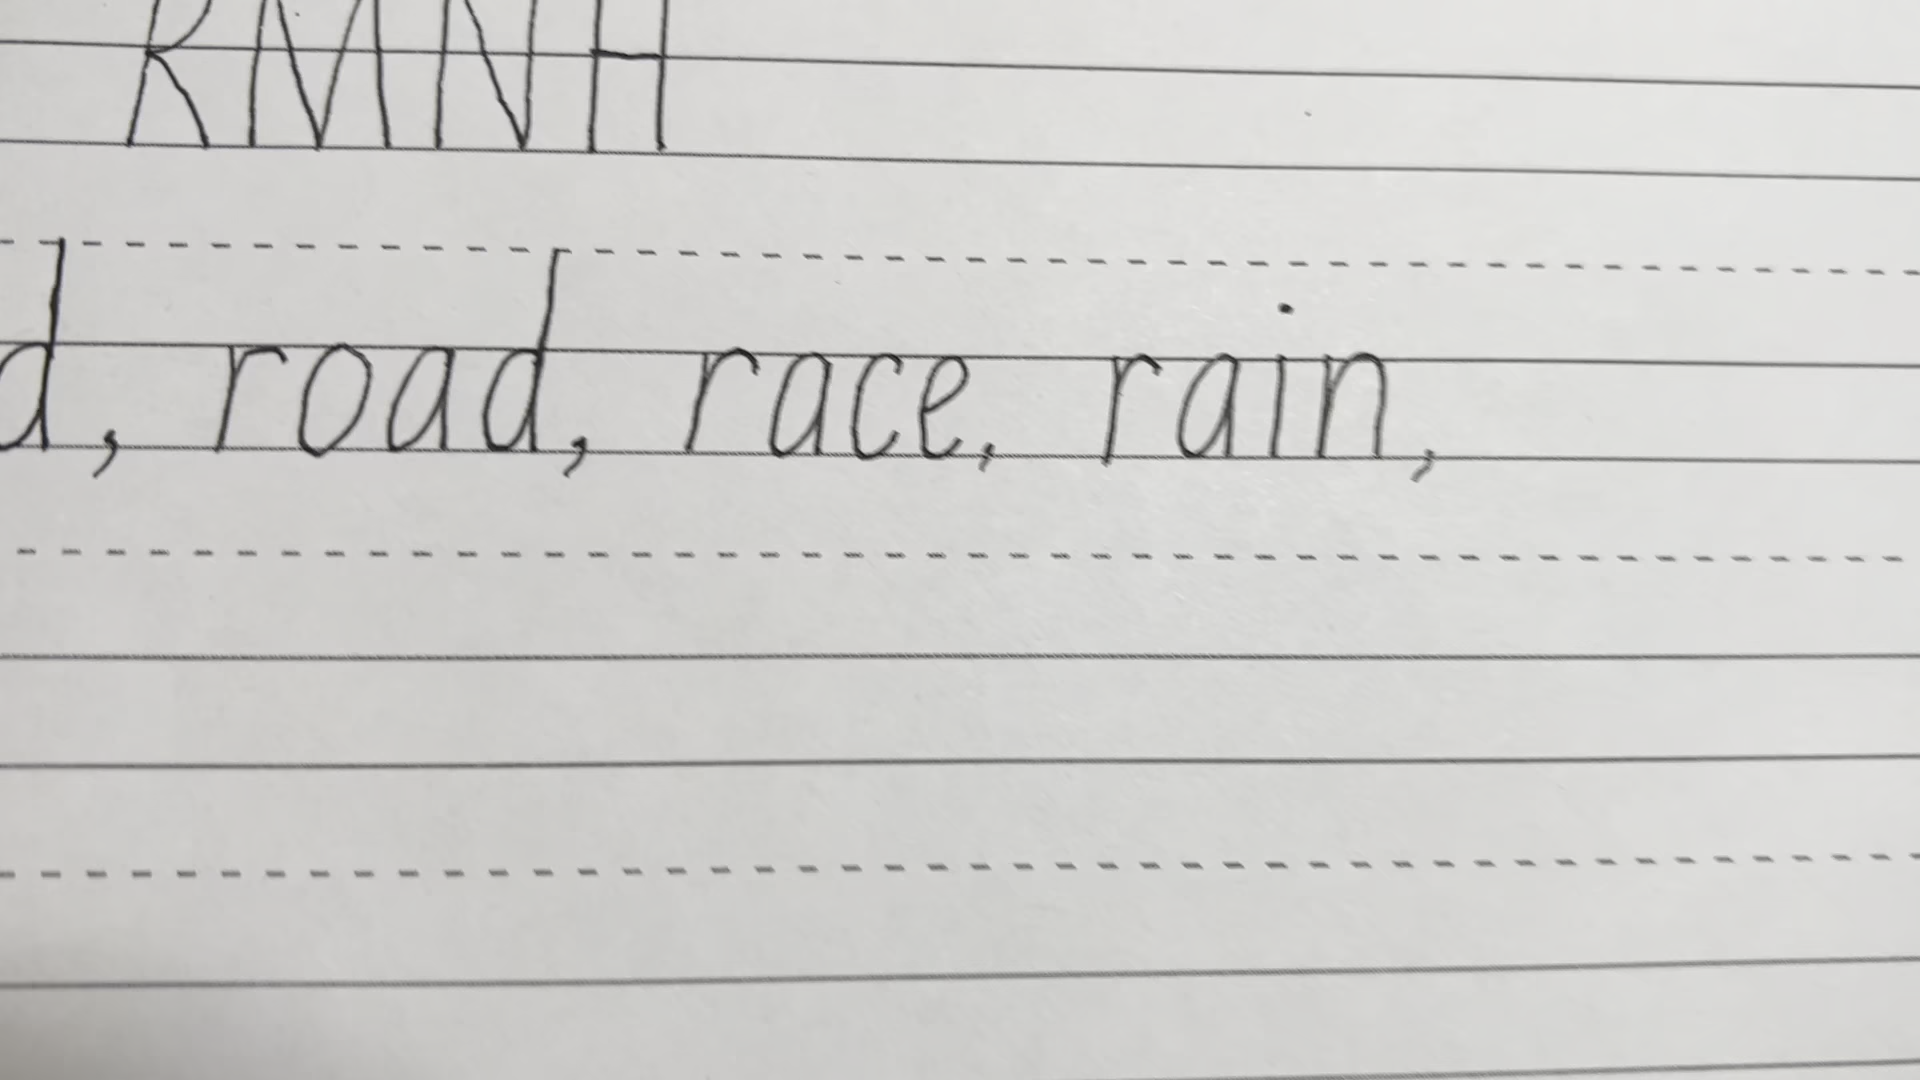 RMNH
d, road, race, rain,